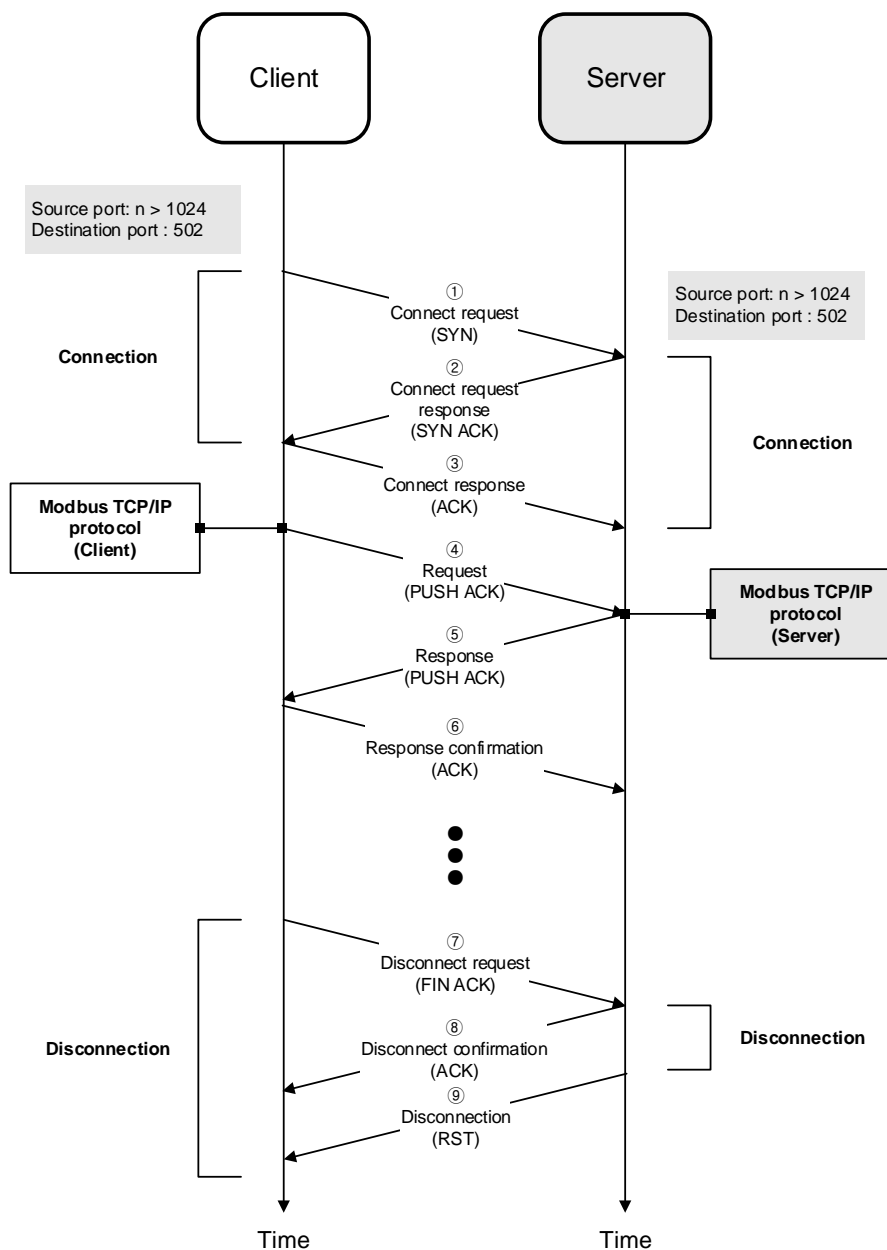 Client
Server
Source port: n > 1024
Destination port : 502
①
Connect request
(SYN)
Source port: n > 1024
Destination port : 502
Connection
②
Connect request
response
(SYN ACK)
Connection
③
Connect response
(ACK)
Modbus TCP/IP
protocol
(Client)
④
Request
(PUSH ACK)
Modbus TCP/IP
protocol
(Server)
⑤
Response
(PUSH ACK)
⑥
Response confirmation
(ACK)
⑦
Disconnect request
(FIN ACK)
Disconnection
⑧
Disconnect confirmation
(ACK)
Disconnection
⑨
Disconnection
(RST)
Time
Time